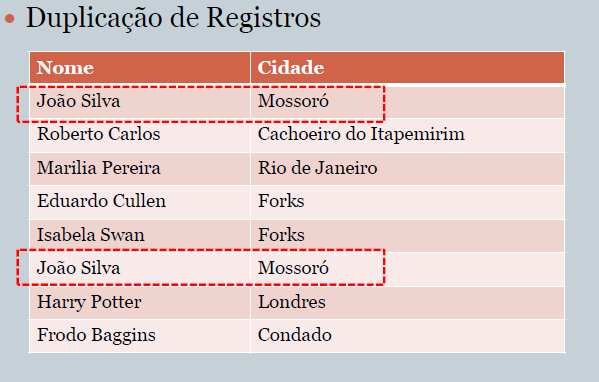 • Duplicação de Registros
Nome Cidade
João Silva Mossoró
Roberto Carlos Cachoeiro do Itapemirim
Marilia Pereira Rio de Janeiro
Eduardo Cullen Forks
Isabela Swan Forks
João Silva Mossoró
Harry Potter Londres
Frodo Baggins Condado